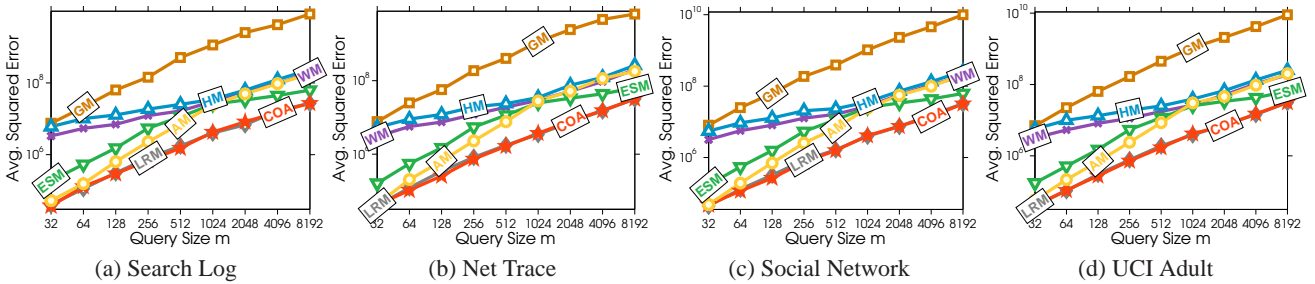 Avg. Squared Error
10^8
10^6
GM
WM
HM
ESM
AM
LRM
COA
32 64 128 256 512 1024 2048 4096 8192
Query Size m
(a) Search Log
Avg. Squared Error
10^8
10^6
GM
WM
HM
ESM
AM
LRM
COA
32 64 128 256 512 1024 2048 4096 8192
Query Size m
(b) Net Trace
Avg. Squared Error
10^10
10^8
10^6
GM
WM
HM
ESM
AM
LRM
COA
32 64 128 256 512 1024 2048 4096 8192
Query Size m
(c) Social Network
Avg. Squared Error
10^10
10^8
10^6
GM
WM
HM
ESM
AM
LRM
COA
32 64 128 256 512 1024 2048 4096 8192
Query Size m
(d) UCI Adult